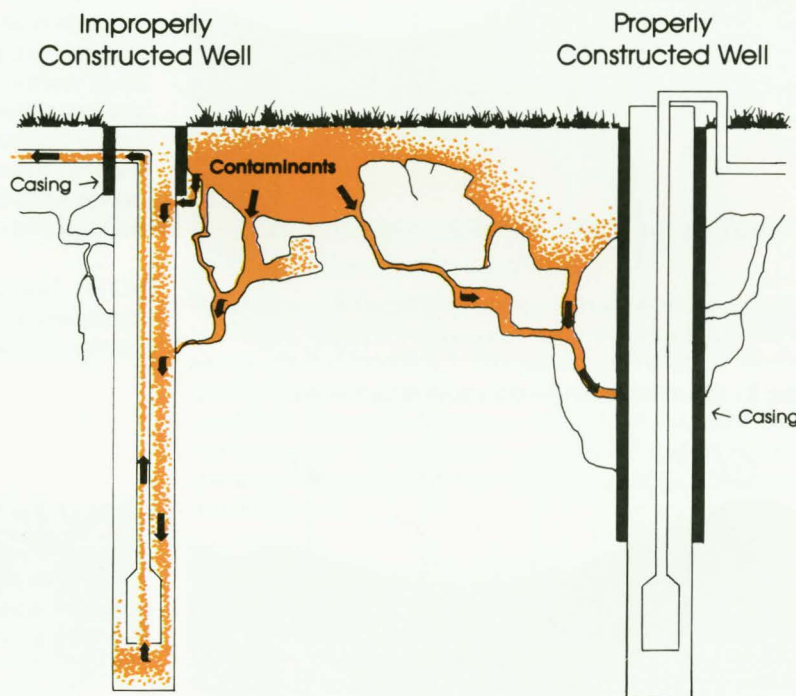 Improperly
Constructed Well
Properly
Constructed Well
Contaminants
Casing
Casing